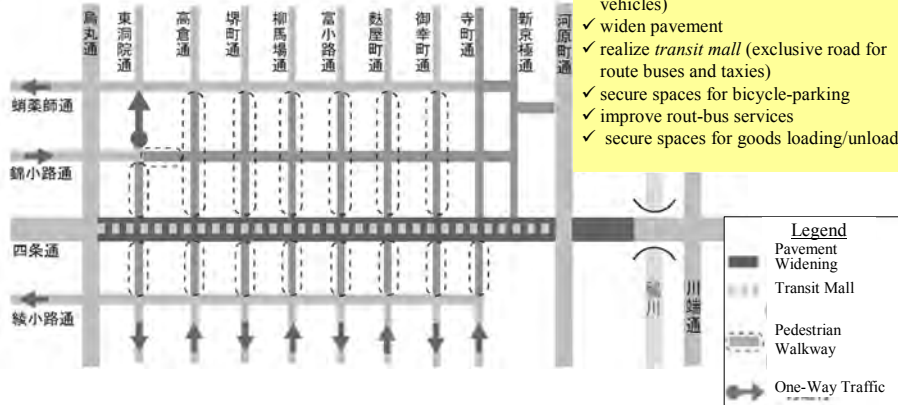 烏丸通
東洞院通
高倉通
堺町通
柳馬場通
富小路通
麩屋町通
御幸町通
寺町通
新京極通
河原町通
vehicles)
✓ widen pavement
✓ realize transit mall (exclusive road for
route buses and taxies)
✓ secure spaces for bicycle-parking
✓ improve rout-bus services
✓ secure spaces for goods loading/unload
蛸薬師通
錦小路通
四条通
綾小路通
鴨川
川端通
Legend
Pavement
Widening
Transit Mall
Pedestrian
Walkway
One-Way Traffic